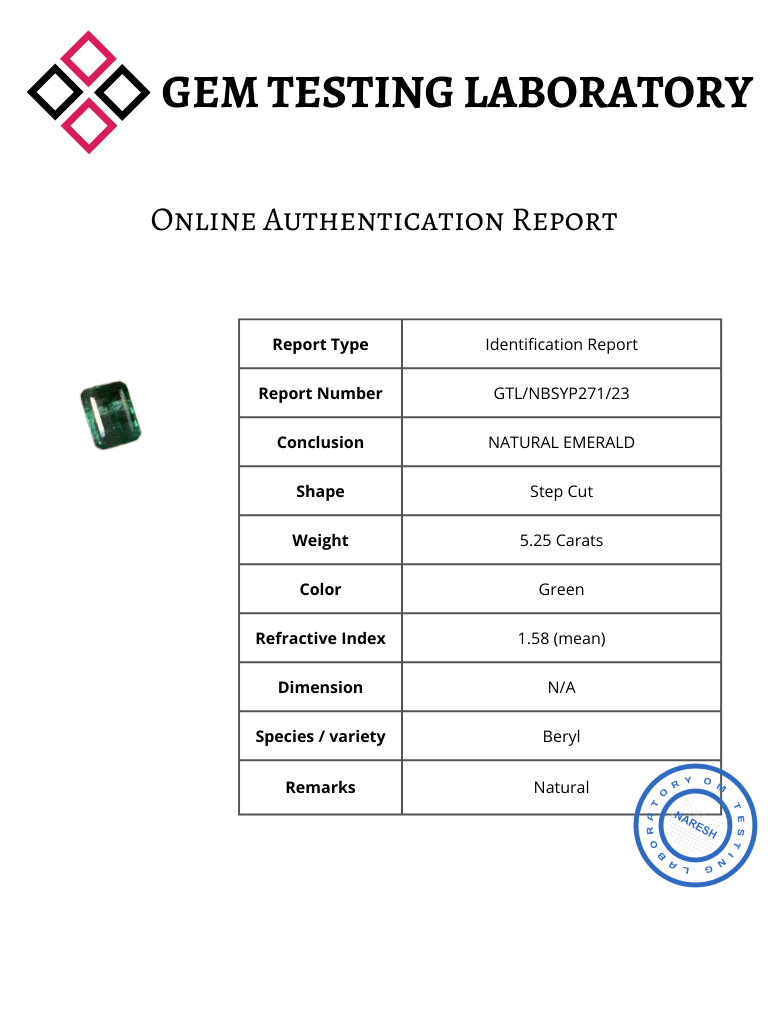 GEM TESTING LABORATORY
Online Authentication Report
Report Type Identification Report
Report Number GTL/NBSYP271/23
Conclusion NATURAL EMERALD
Shape Step Cut
Weight 5.25 Carats
Color Green
Refractive Index 1.58 (mean)
Dimension N/A
Species / variety Beryl
Remarks Natural
OM TESTING LABORATORY
NARESH